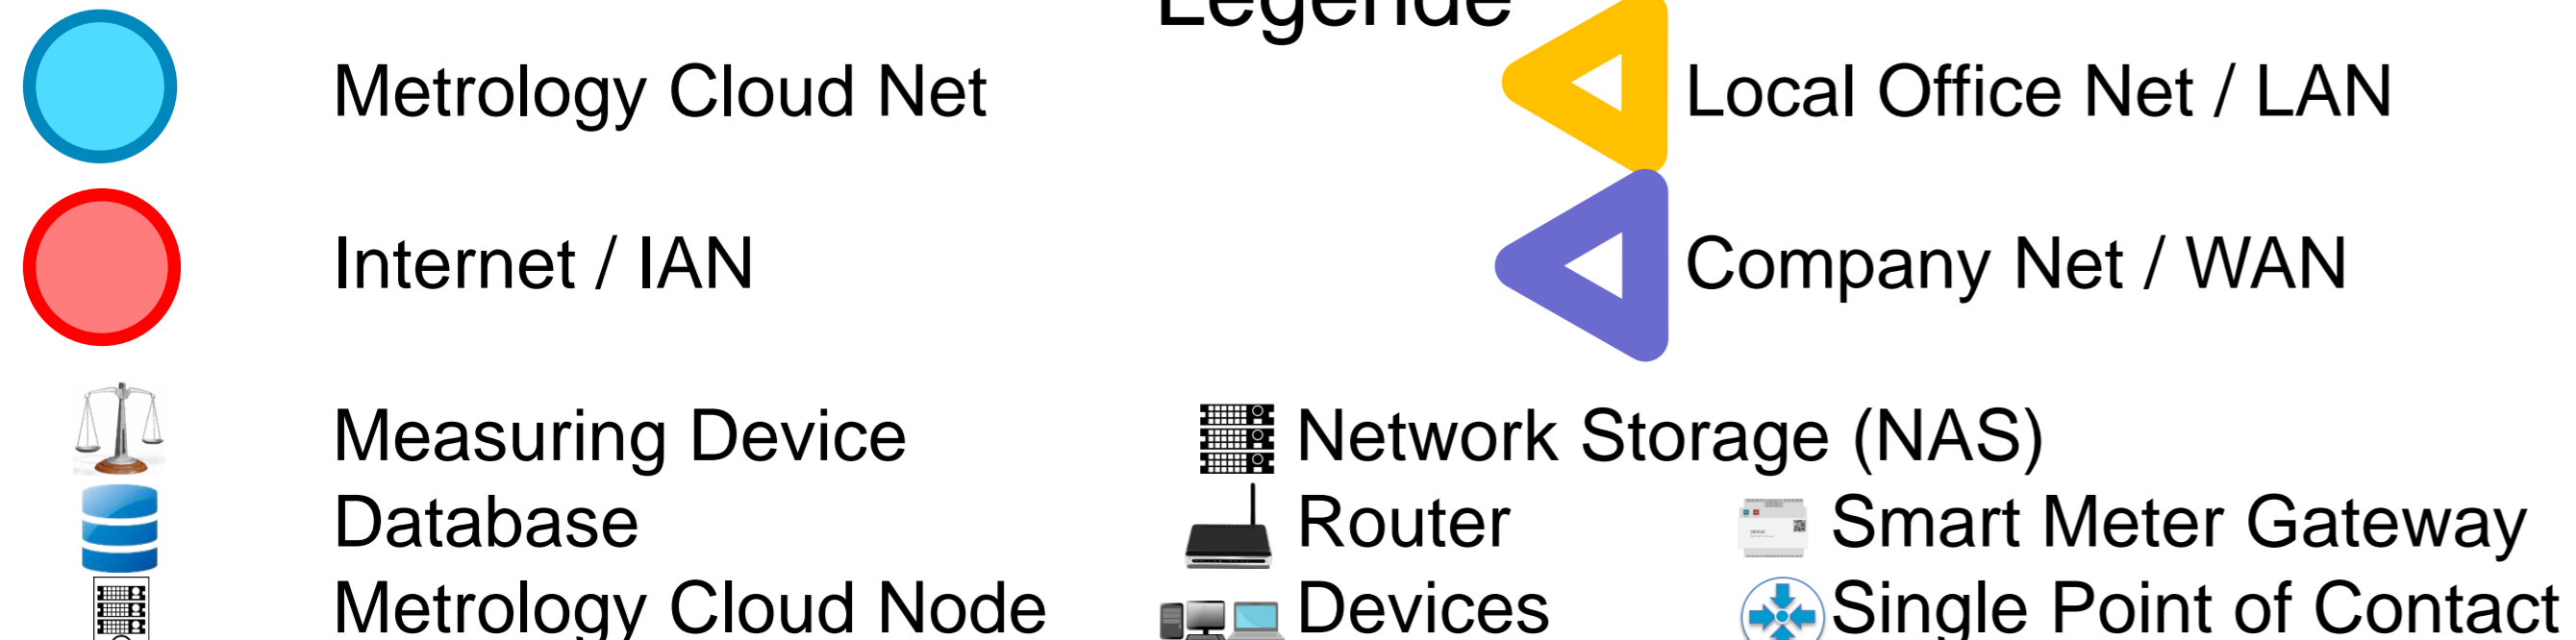 Legende
Metrology Cloud Net
Local Office Net / LAN
Internet / IAN
Company Net / WAN
Measuring Device
Network Storage (NAS)
Database
Router
Smart Meter Gateway
Metrology Cloud Node
Devices
Single Point of Contact